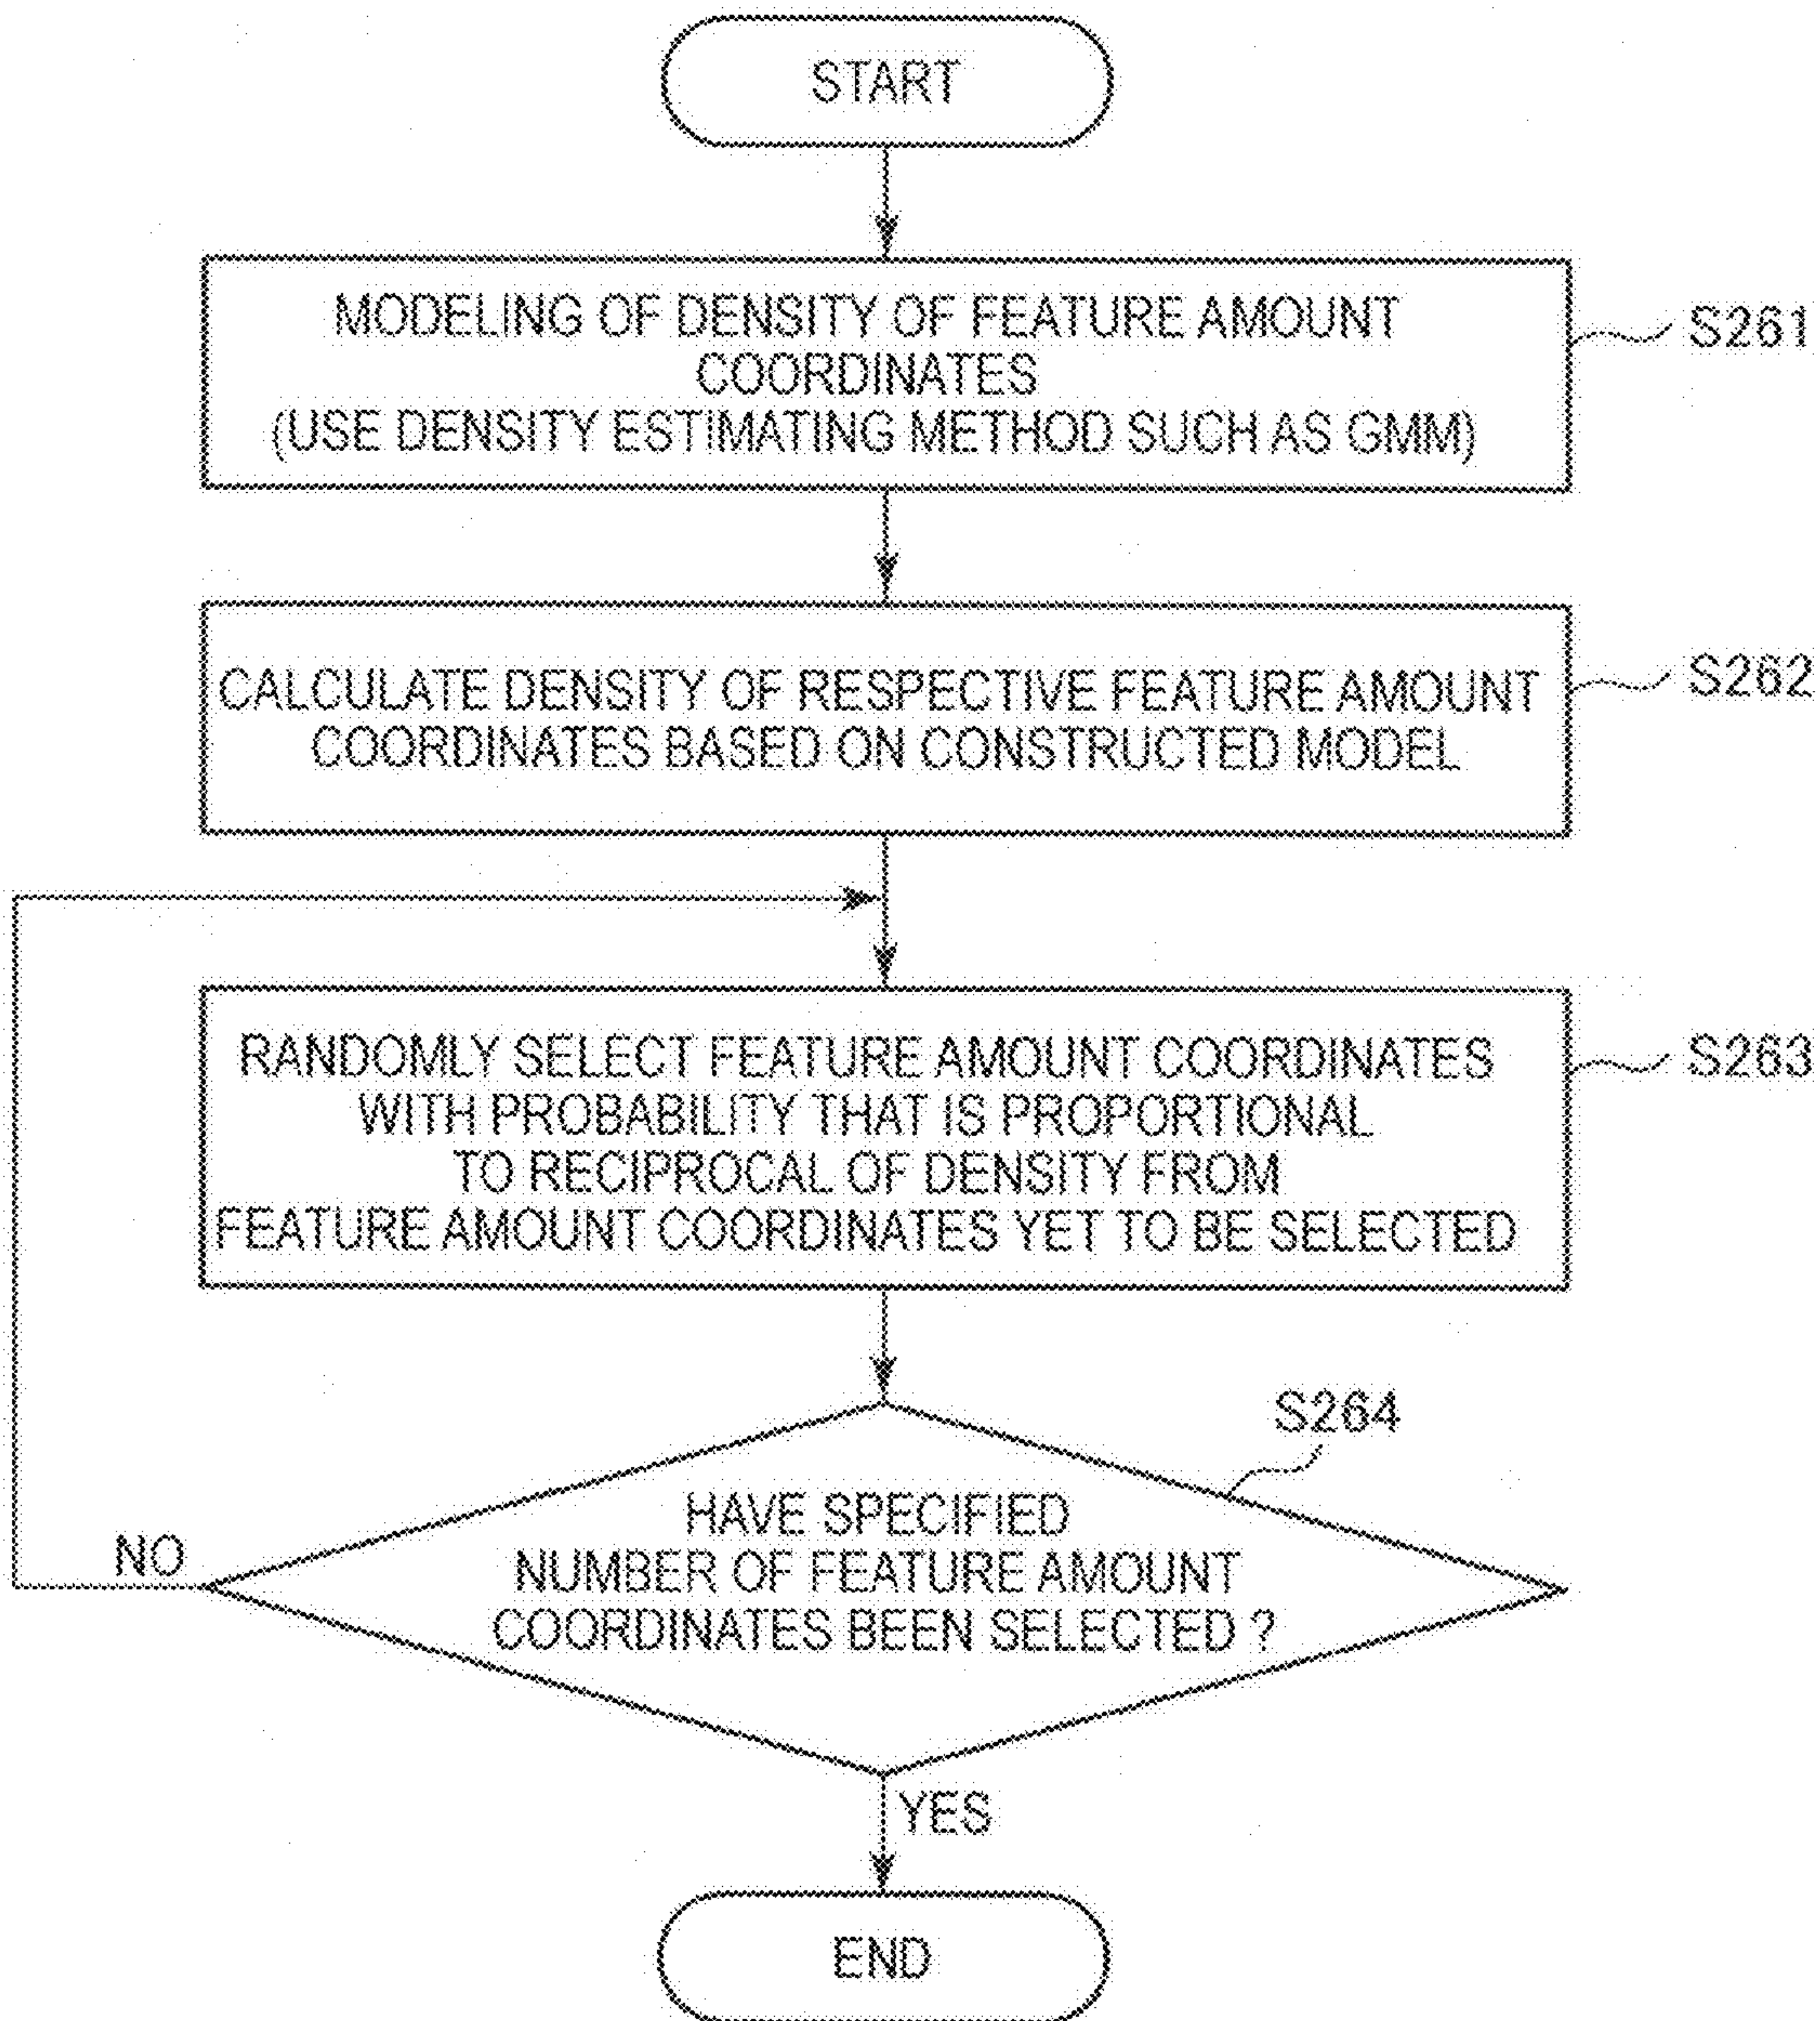 START
MODELING OF DENSITY OF FEATURE AMOUNT
COORDINATES
(USE DENSITY ESTIMATING METHOD SUCH AS GMM)
S261
CALCULATE DENSITY OF RESPECTIVE FEATURE AMOUNT
COORDINATES BASED ON CONSTRUCTED MODEL
S262
RANDOMLY SELECT FEATURE AMOUNT COORDINATES
WITH PROBABILITY THAT IS PROPORTIONAL
TO RECIPROCAL OF DENSITY FROM
FEATURE AMOUNT COORDINATES YET TO BE SELECTED
S263
S264
HAVE SPECIFIED
NUMBER OF FEATURE AMOUNT
COORDINATES BEEN SELECTED ?
NO
YES
END